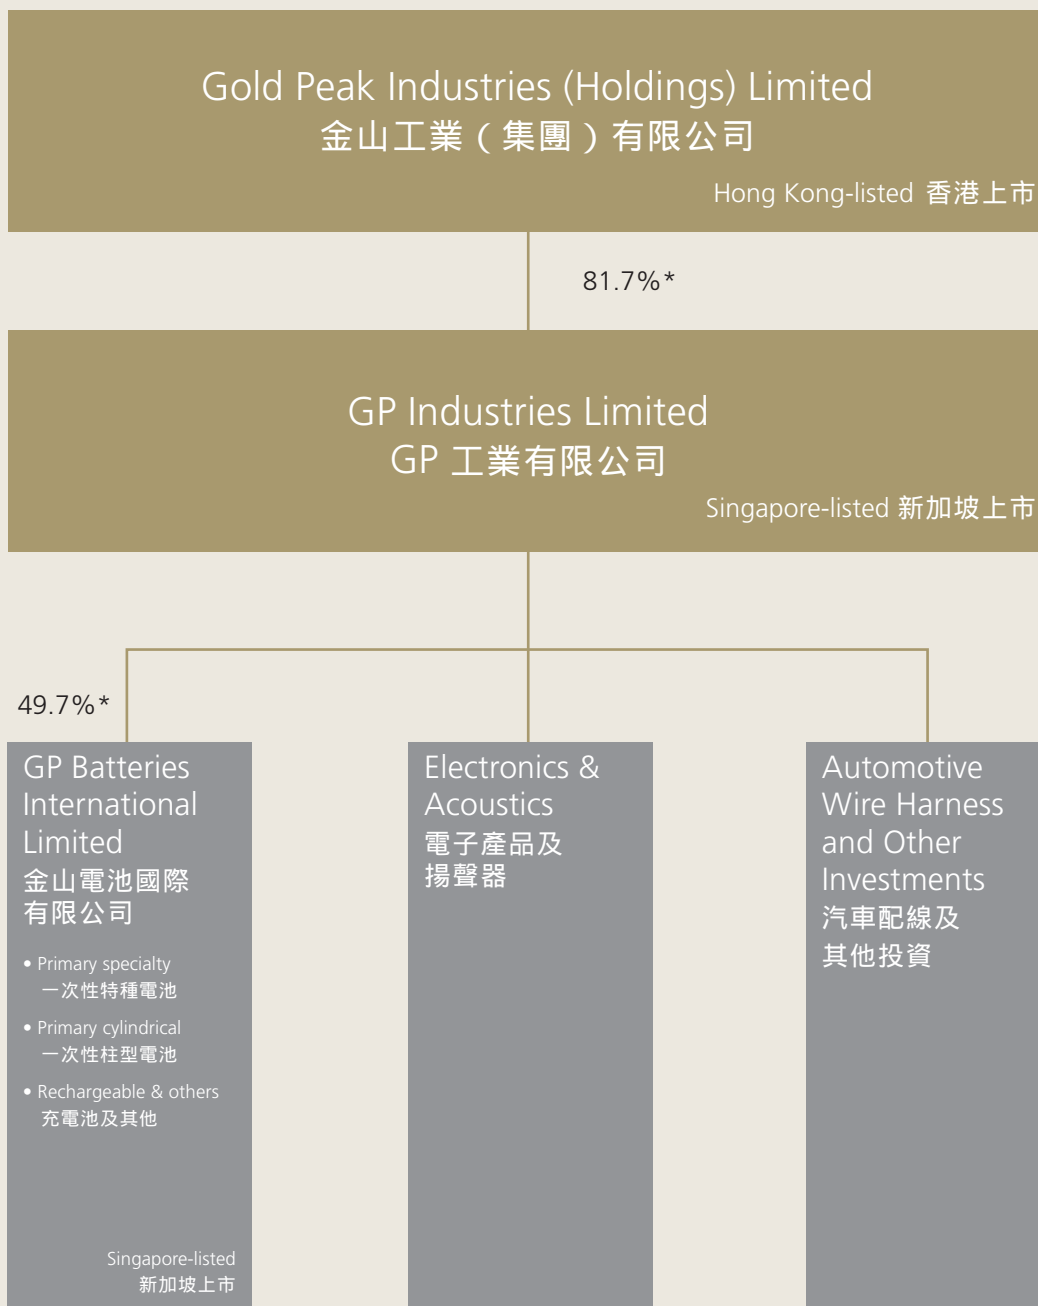 Gold Peak Industries (Holdings) Limited
金山工業（集團）有限公司
Hong Kong-listed 香港上市
81.7%*
GP Industries Limited
GP 工業有限公司
Singapore-listed 新加坡上市
49.7%*
GP Batteries
International
Limited
金山電池國際
有限公司
• Primary specialty
一次性特種電池
• Primary cylindrical
一次性柱型電池
• Rechargeable & others
充電池及其他
Singapore-listed
新加坡上市
Electronics &
Acoustics
電子產品及
揚聲器
Automotive
Wire Harness
and Other
Investments
汽車配線及
其他投資